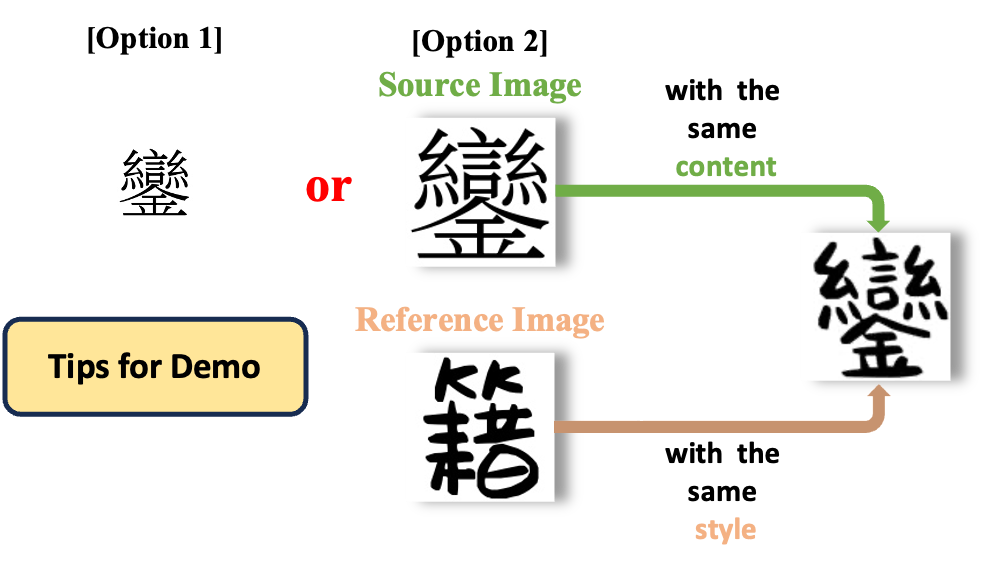 [Option 1]
[Option 2]
Source Image
with the
same
content
鑾
or
鑾
鑾
Reference Image
Tips for Demo
籍
with the
same
style